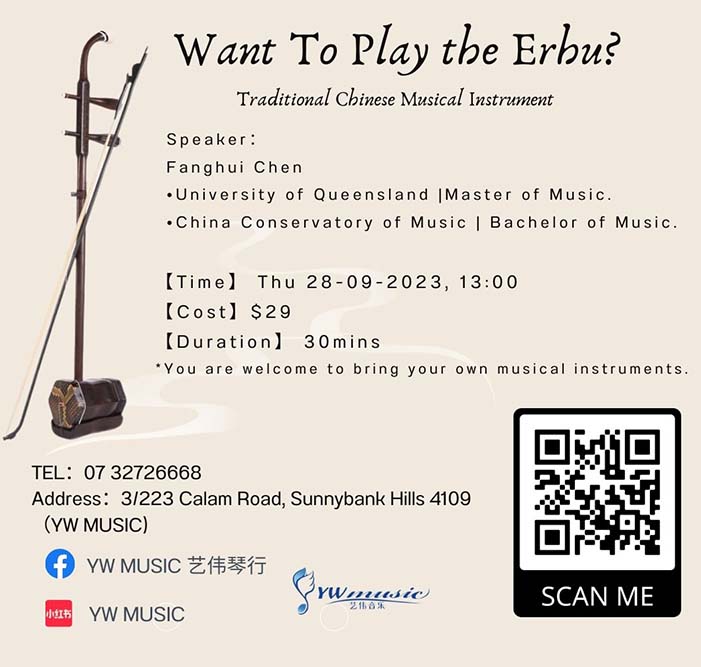 Want To Play the Erhu?
Traditional Chinese Musical Instrument
Speaker：
Fanghui Chen
•University of Queensland |Master of Music.
•China Conservatory of Music | Bachelor of Music.
【Time】 Thu 28-09-2023, 13:00
【Cost】$29
【Duration】 30mins
*You are welcome to bring your own musical instruments.
TEL：07 32726668
Address：3/223 Calam Road, Sunnybank Hills 4109
（YW MUSIC）
YW MUSIC 艺伟琴行
小红书 YW MUSIC
YWmusic
艺伟音乐
SCAN ME